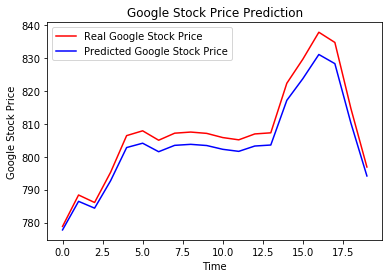 Google Stock Price Prediction
Real Google Stock Price
Predicted Google Stock Price
Google Stock Price
840
830
820
810
800
790
780
0.0 2.5 5.0 7.5 10.0 12.5 15.0 17.5
Time